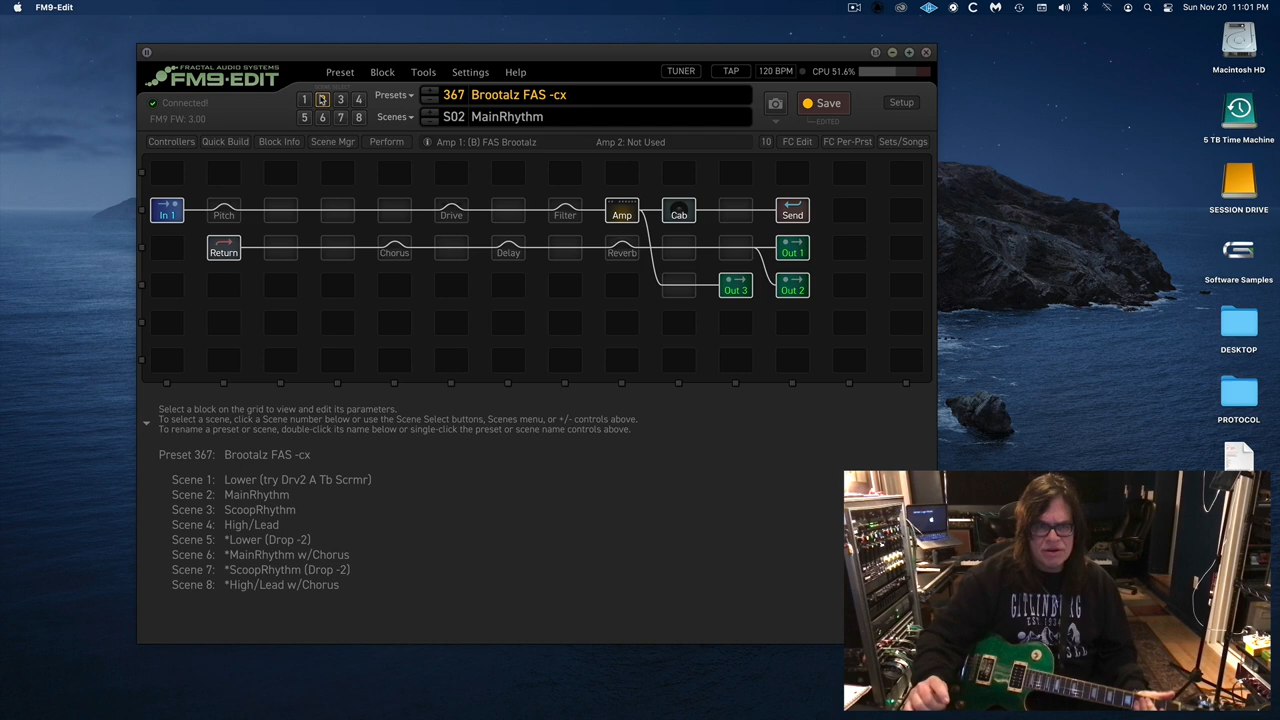 FM9-Edit
Sun Nov 20 11:01 PM
FRACTAL AUDIO SYSTEMS
FM9-EDIT
Preset Block Tools Settings Help
TUNER TAP 120 BPM CPU 51.6%
Connected!
FM9 FW: 3.00
SCENE SELECT
1 2 3 4
5 6 7 8
Presets 367 Brootalz FAS -cx
Scenes S02 MainRhythm
Save
EDITED
Setup
Controllers Quick Build Block Info Scene Mgr Perform Amp 1: (B) FAS Brootalz Amp 2: Not Used 10 FC Edit FC Per-Prst Sets/Songs
In 1 Pitch Drive Filter Amp Cab Send
Return Chorus Delay Reverb Out 1
Out 3 Out 2
Select a block on the grid to view and edit its parameters.
To select a scene, click a Scene number below or use the Scene Select buttons, Scenes menu, or +/- controls above.
To rename a preset or scene, double-click its name below or single-click the preset or scene name controls above.
Preset 367: Brootalz FAS -cx
Scene 1: Lower (try Drv2 A Tb Scrmr)
Scene 2: MainRhythm
Scene 3: ScoopRhythm
Scene 4: High/Lead
Scene 5: *Lower (Drop -2)
Scene 6: *MainRhythm w/Chorus
Scene 7: *ScoopRhythm (Drop -2)
Scene 8: *High/Lead w/Chorus
Macintosh HD
5 TB Time Machine
SESSION DRIVE
Software Samples
DESKTOP
PROTOCOL
GATLINBURG
EST. 1934